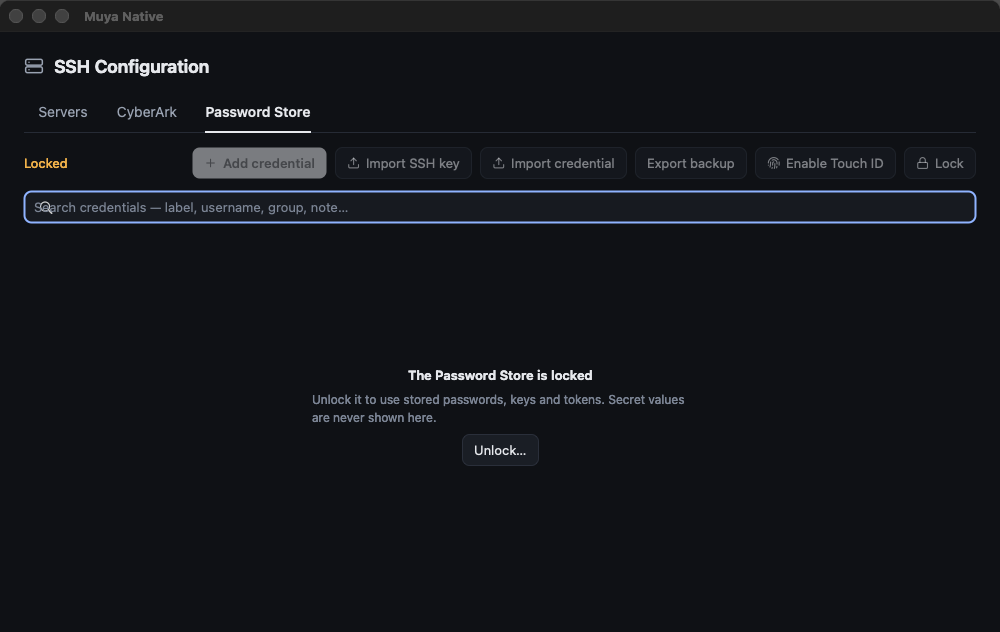 Muya Native
SSH Configuration
Servers CyberArk Password Store
Locked + Add credential Import SSH key Import credential Export backup Enable Touch ID Lock
Search credentials — label, username, group, note...
The Password Store is locked
Unlock it to use stored passwords, keys and tokens. Secret values
are never shown here.
Unlock...